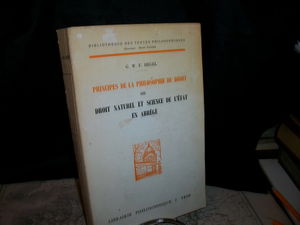 BIBLIOTHEQUE DES TEXTES PHILOSOPHIQUES
G. W. F. HEGEL
PRINCIPES DE LA PHILOSOPHIE DU DROIT
OU
DROIT NATUREL ET SCIENCE DE L'ÉTAT
EN ABRÉGÉ
LIBRAIRIE PHILOSOPHIQUE J. VRIN